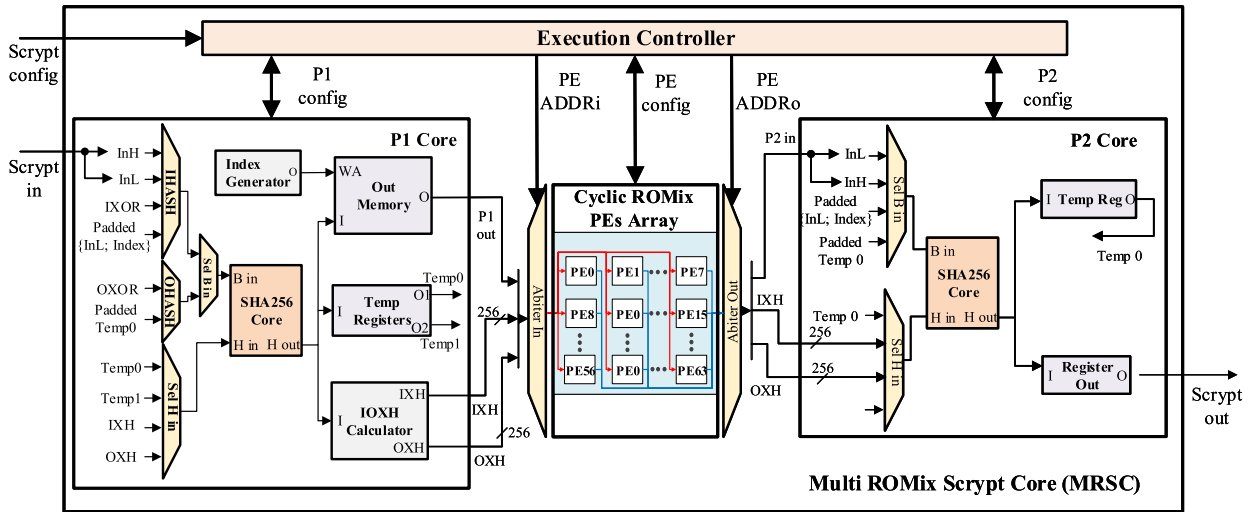 Execution Controller
Scrypt
config
P1
config
PE
ADDRi
PE
config
PE
ADDRo
P2
config
Scrypt
in
P1 Core
InH
InL
IXOR
Padded
{InL; Index}
IHASH
OXOR
Padded
Temp0
OHASH
Sel B in
Temp0
Temp1
IXH
OXH
Sel H in
B in
SHA256
Core
H in
H out
Index
Generator
O
WA
Out
Memory
O
I
I
Temp
Registers
O1
O2
Temp0
Temp1
I
IOXH
Calculator
IXH
OXH
P1
out
256
IXH
256
OXH
Abiter In
Cyclic ROMix
PEs Array
PE0
PE1
PE7
PE8
PE0
PE15
PE56
PE0
PE63
Abiter Out
P2 in
IXH
256
256
OXH
P2 Core
InL
InH
Padded
{InL; Index}
Padded
Temp 0
Sel B in
Temp 0
Sel H in
B in
SHA256
Core
H in
H out
I
Temp Reg
O
Temp 0
I
Register
Out
O
Scrypt
out
Multi ROMix Scrypt Core (MRSC)